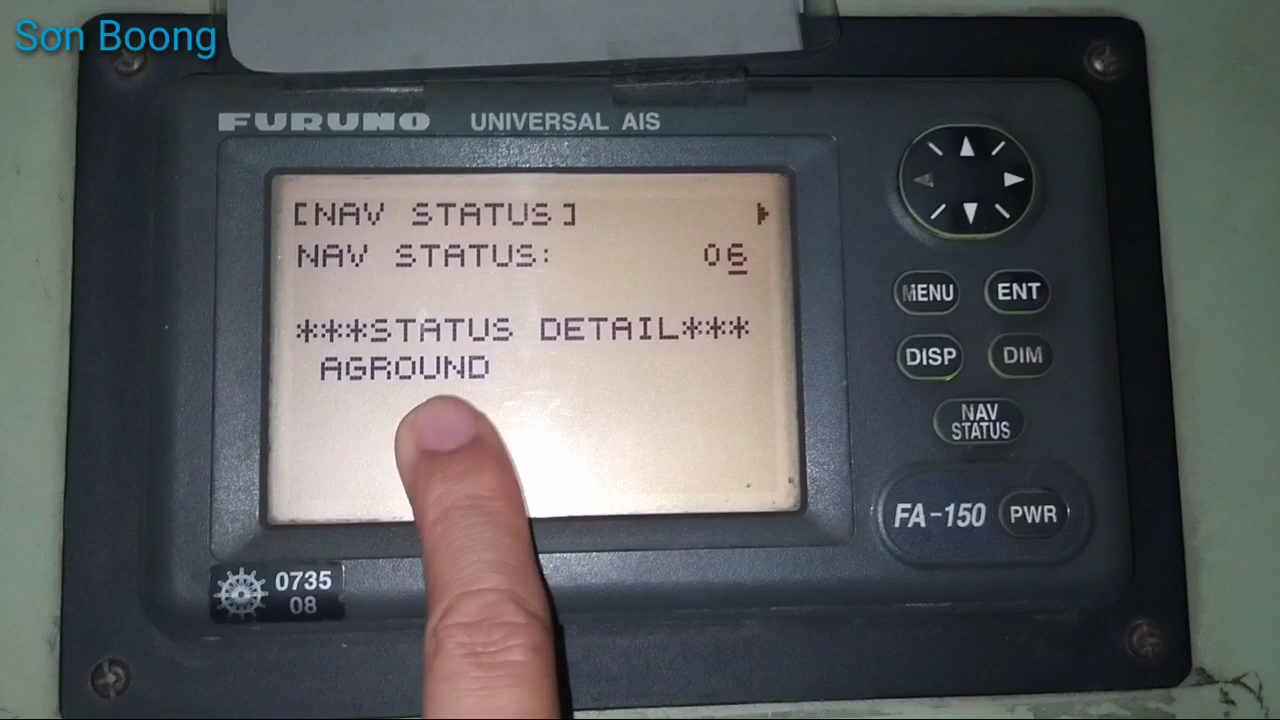 Sơn Boong
FURUNO UNIVERSAL AIS
[NAV STATUS]
NAV STATUS: 06
***STATUS DETAIL***
AGROUND
MENU ENT
DISP DIM
NAV
STATUS
FA-150 PWR
0735
08